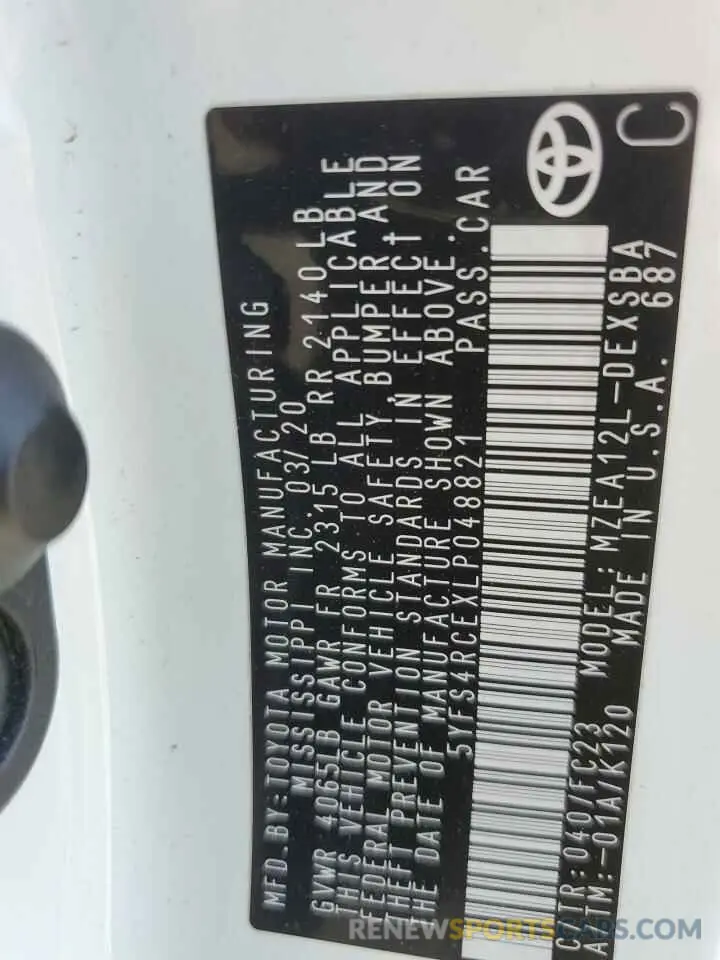 MFD. BY: TOYOTA MOTOR MANUFACTURING
MISSISSIPPI INC. 03/20
GVWR 4065LB GAWR FR 2315 LB RR 2140LB
THIS VEHICLE CONFORMS TO ALL APPLICABLE
FEDERAL MOTOR VEHICLE SAFETY, BUMPER AND
THEFT PREVENTION STANDARDS IN EFFECT ON
THE DATE OF MANUFACTURE SHOWN ABOVE.
5YFS4RCEXLP048821 PASS. CAR
C/TR: 040/FC23 MODEL: MZEA12L-DEXSBA
A/TM: -01A/K120 MADE IN U.S.A. 687
C
RENEWSPORTSCARS.COM